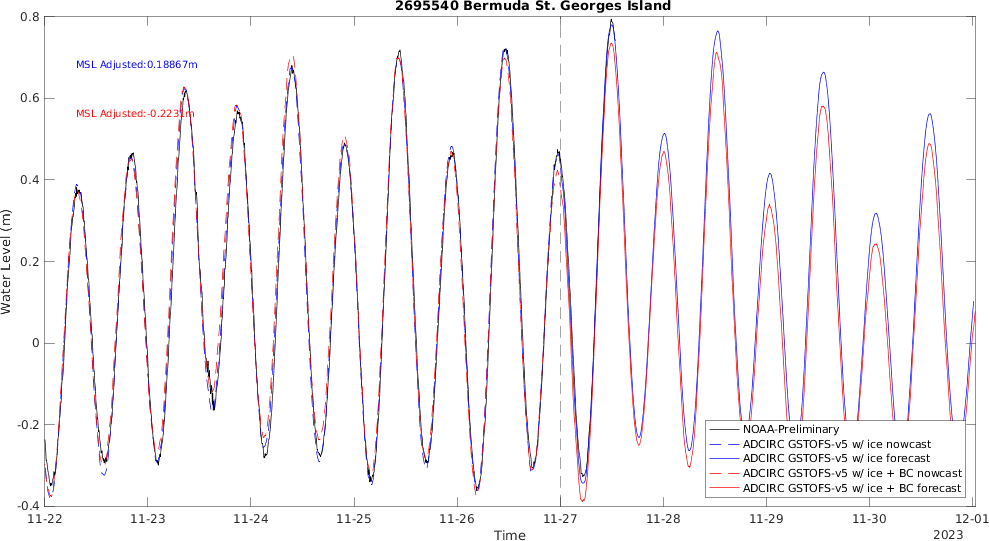 2695540 Bermuda St. Georges Island
0.8
MSL Adjusted:0.18867m
0.6
MSL Adjusted:-0.2231m
0.4
0.2
0
-0.2
-0.4
Water Level (m)
NOAA-Preliminary
ADCIRC GSTOFS-v5 w/ ice nowcast
ADCIRC GSTOFS-v5 w/ ice forecast
ADCIRC GSTOFS-v5 w/ ice + BC nowcast
ADCIRC GSTOFS-v5 w/ ice + BC forecast
11-22 11-23 11-24 11-25 11-26 11-27 11-28 11-29 11-30 12-01
Time
2023